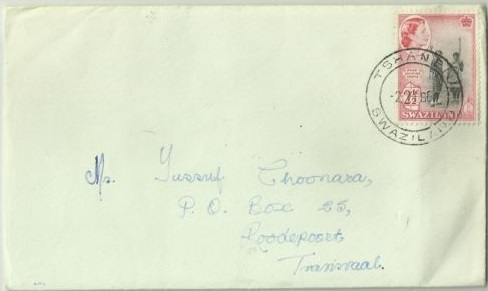 TSHANENI
SWAZILAND
SWAZILAND
Mr. Yussuf Choonara,
P.O. Box 25,
Roodepoort
Transvaal.